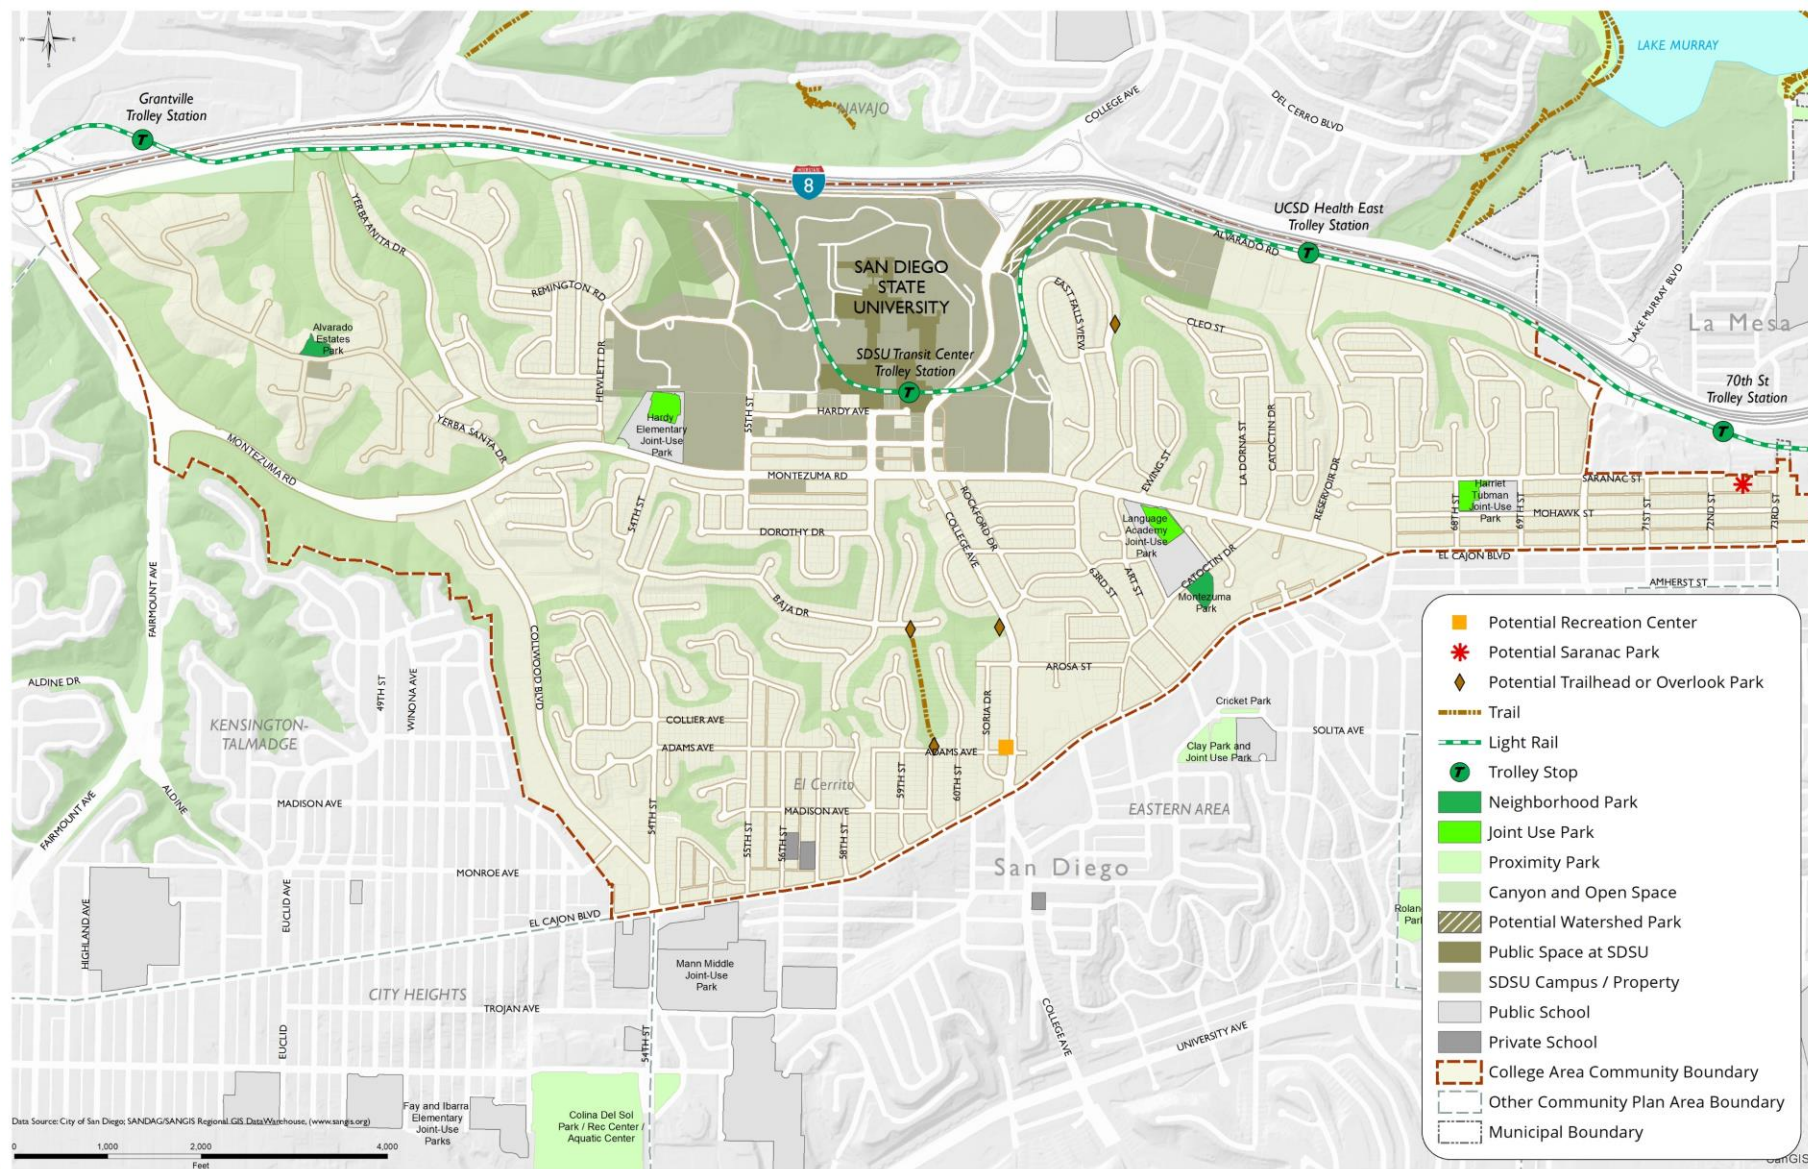 N
W
E
S
Grantville
Trolley Station
NAVAJO
COLLEGE AVE
DEL CERRO BLVD
LAKE MURRAY
INTERSTATE
8
UCSD Health East
Trolley Station
ALVARADO RD
LAKE MURRAY BLVD
La Mesa
70th St
Trolley Station
YERBA ANITA DR
REMINGTON RD
SAN DIEGO
STATE
UNIVERSITY
EAST FALLS VIEW
CLEO ST
Alvarado
Estates
Park
HEWLETT DR
SDSU Transit Center
Trolley Station
YERBA SANTA DR
Hardy
Elementary
Joint-Use
Park
55TH ST
HARDY AVE
LA DORNA ST
CATOCTIN DR
MONTEZUMA RD
MONTEZUMA RD
EWING ST
RESERVOIR DR
SARANAC ST
Harriet
Tubman
Joint-Use
Park
68TH ST
69TH ST
MOHAWK ST
71ST ST
72ND ST
73RD ST
54TH ST
DOROTHY DR
ROCKFORD DR
COLLEGE AVE
Language
Academy
Joint-Use
Park
CATOCTIN DR
EL CAJON BLVD
AMHERST ST
FAIRMOUNT AVE
BAJA DR
63RD ST
ART ST
Montezuma
Park
COLLWOOD BLVD
AROSA ST
ALDINE DR
49TH ST
WINONA AVE
KENSINGTON-
TALMADGE
COLLIER AVE
ADAMS AVE
SORIA DR
ADAMS AVE
Cricket Park
Clay Park and
Joint Use Park
SOLITA AVE
El Cerrito
59TH ST
60TH ST
ALDINE
FAIRMOUNT AVE
MADISON AVE
54TH ST
MADISON AVE
55TH ST
56TH ST
58TH ST
EASTERN AREA
MONROE AVE
San Diego
EL CAJON BLVD
HIGHLAND AVE
EUCLID AVE
Mann Middle
Joint-Use
Park
CITY HEIGHTS
TROJAN AVE
EUCLID
54TH ST
COLLEGE AVE
UNIVERSITY AVE
Rolan
Par
Fay and Ibarra
Elementary
Joint-Use
Parks
Colina Del Sol
Park / Rec Center /
Aquatic Center
Potential Recreation Center
Potential Saranac Park
Potential Trailhead or Overlook Park
Trail
Light Rail
T Trolley Stop
Neighborhood Park
Joint Use Park
Proximity Park
Canyon and Open Space
Potential Watershed Park
Public Space at SDSU
SDSU Campus / Property
Public School
Private School
College Area Community Boundary
Other Community Plan Area Boundary
Municipal Boundary
SanGIS
Data Source: City of San Diego; SANDAG/SANGIS Regional GIS Data Warehouse, (www.sangis.org)
0 1,000 2,000 4,000
Feet